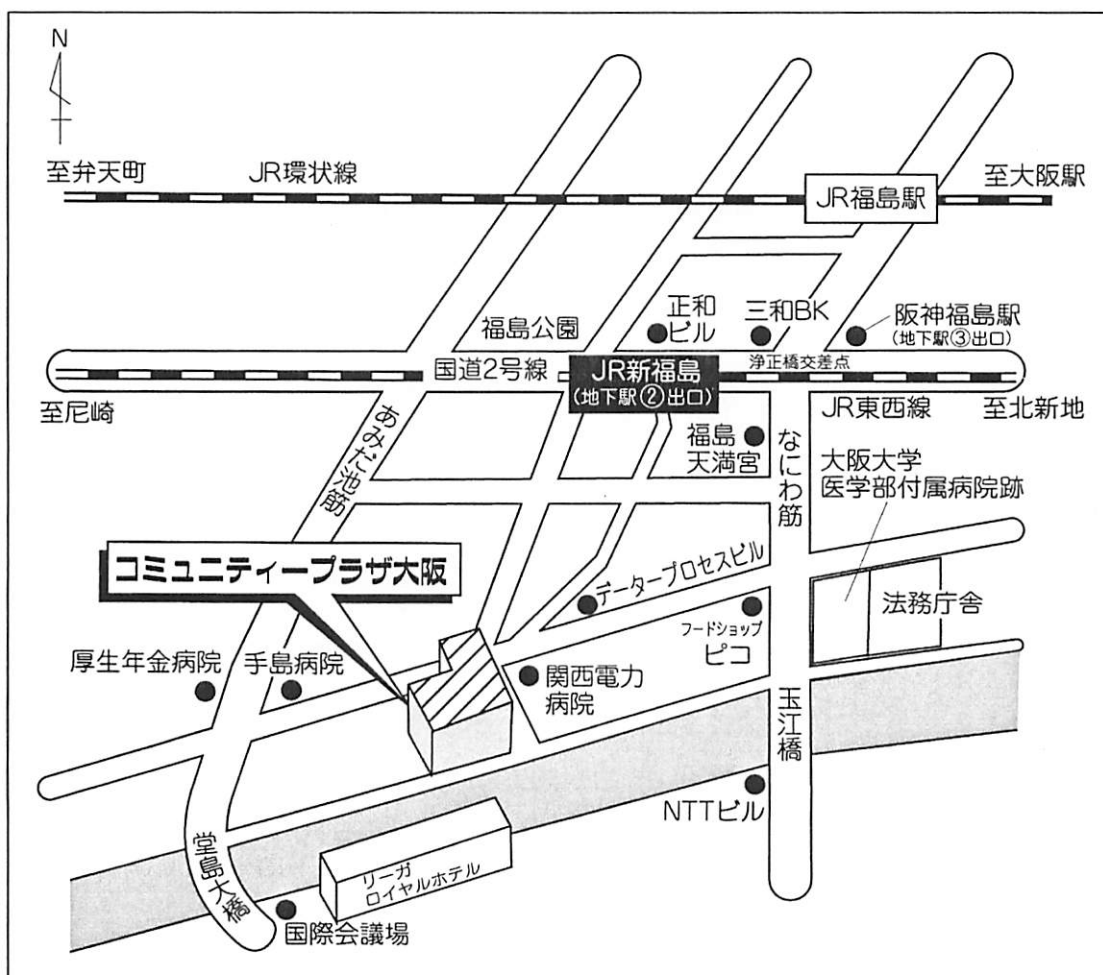 N
至弁天町
JR環状線
JR福島駅
至大阪駅
福島公園
正和
ビル
三和BK
阪神福島駅
(地下駅③出口)
国道2号線
JR新福島
(地下駅②出口)
浄正橋交差点
至尼崎
JR東西線
至北新地
あみだ池筋
福島
天満宮
なにわ筋
大阪大学
医学部付属病院跡
コミュニティープラザ大阪
データープロセスビル
フードショップ
ピコ
法務庁舎
厚生年金病院
手島病院
関西電力
病院
玉江橋
NTTビル
堂島大橋
リーガ
ロイヤルホテル
国際会議場